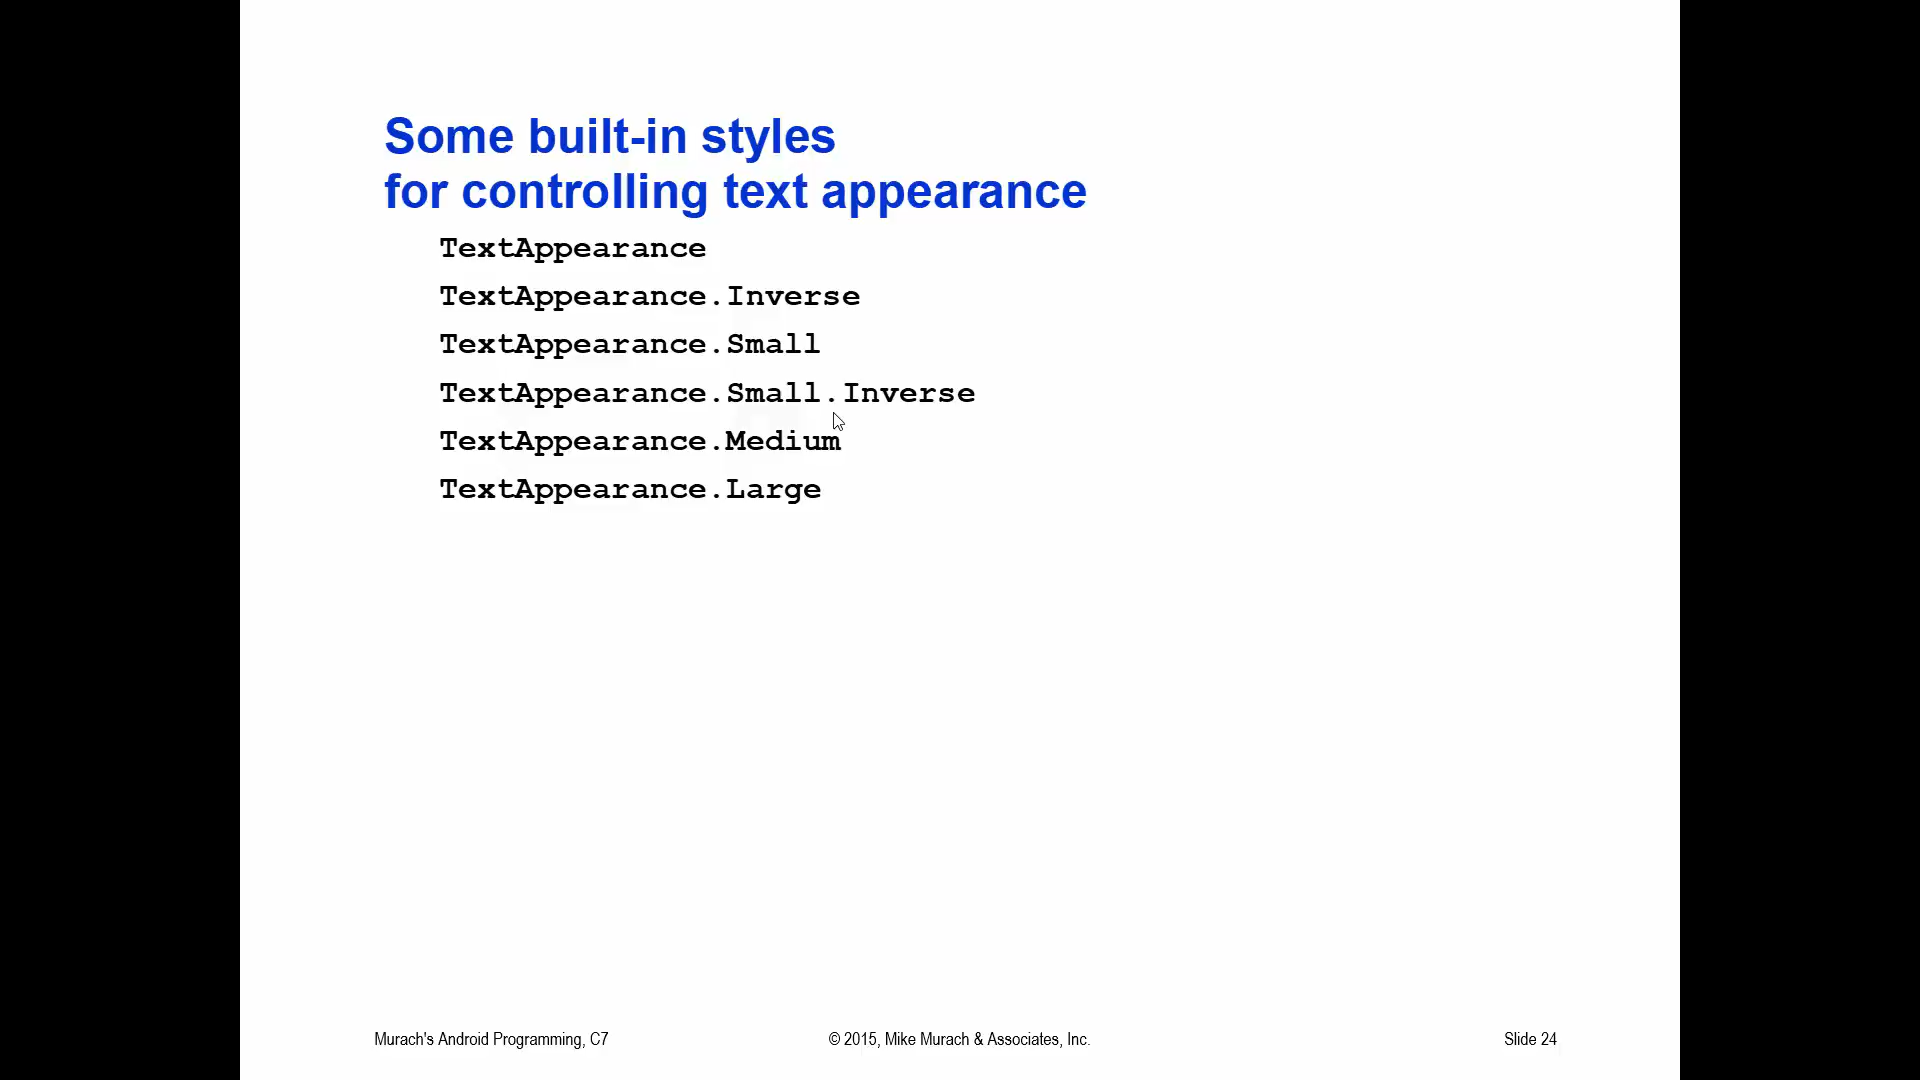 Some built-in styles
for controlling text appearance
TextAppearance
TextAppearance.Inverse
TextAppearance.Small
TextAppearance.Small.Inverse
TextAppearance.Medium
TextAppearance.Large
Murach's Android Programming, C7
© 2015, Mike Murach & Associates, Inc.
Slide 24